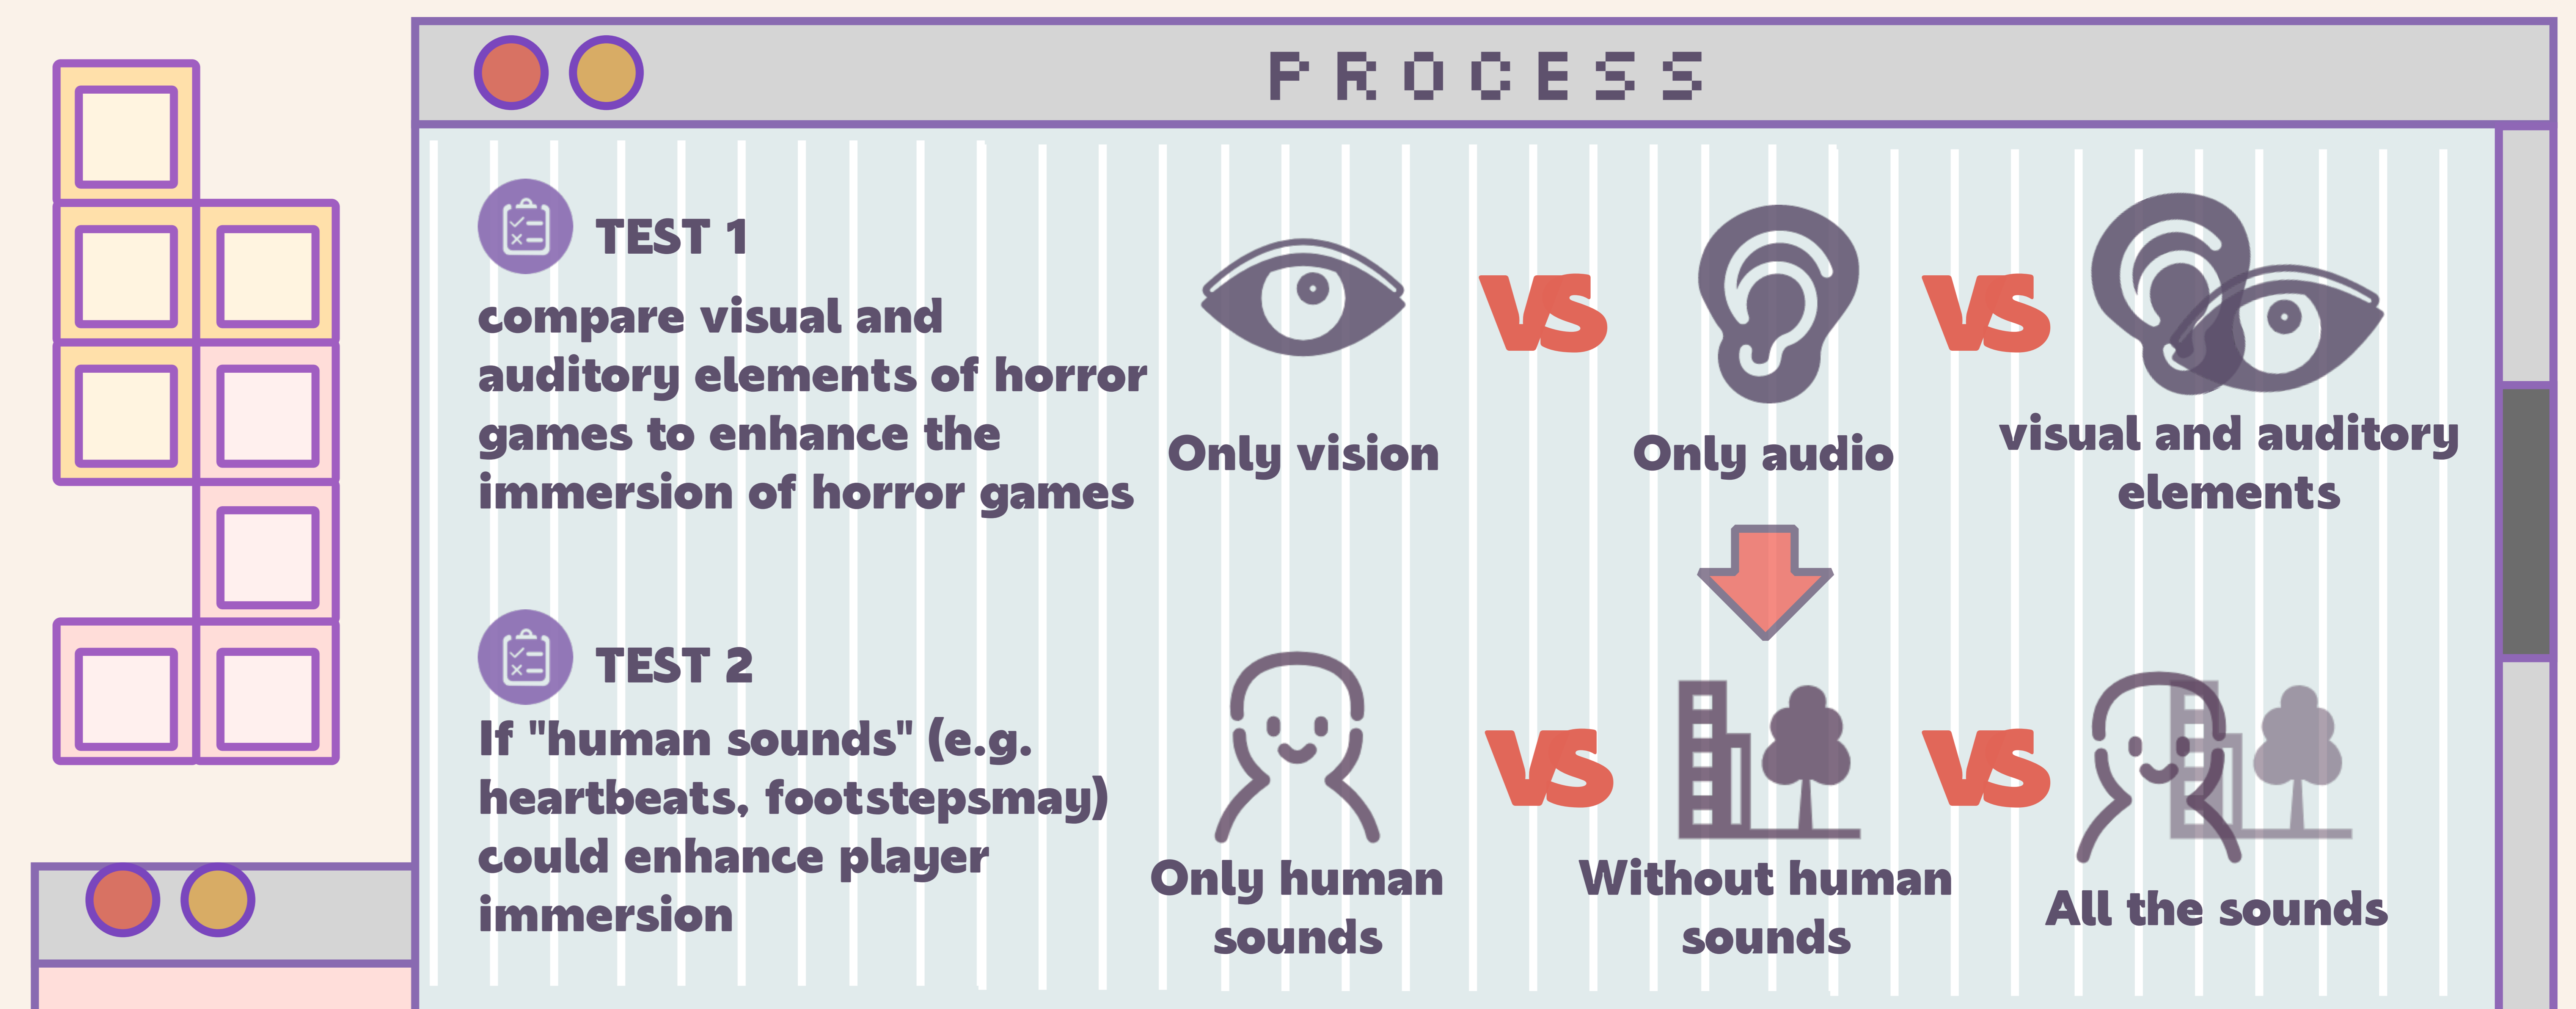 PROCESS
TEST 1
compare visual and
auditory elements of horror
games to enhance the
immersion of horror games
VS
VS
Only vision
Only audio
visual and auditory
elements
TEST 2
If "human sounds" (e.g.
heartbeats, footstepsmay)
could enhance player
immersion
VS
VS
Only human
sounds
Without human
sounds
All the sounds